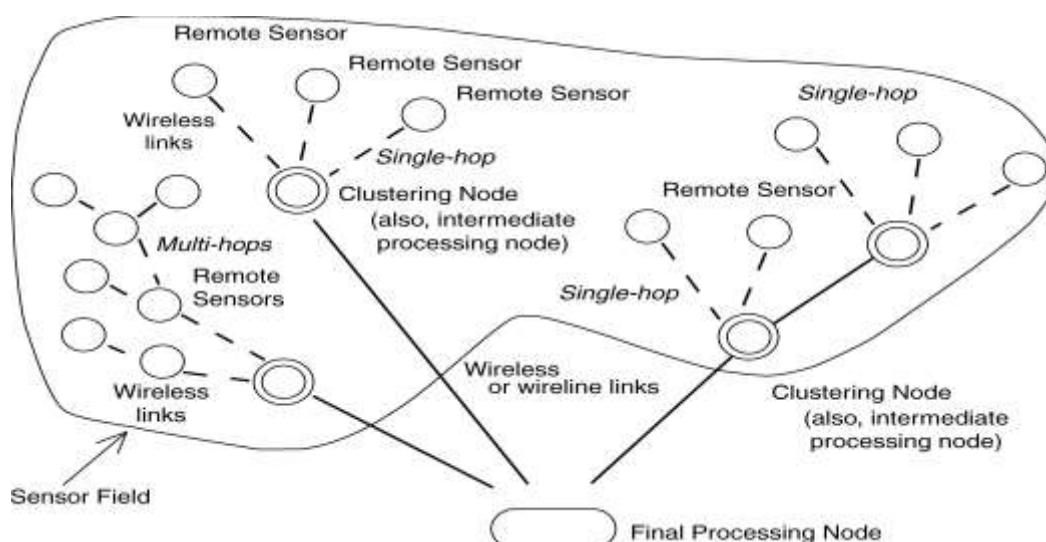 Remote Sensor
Remote Sensor
Remote Sensor
Single-hop
Wireless
links
Single-hop
Clustering Node
(also, intermediate
processing node)
Remote Sensor
Multi-hops
Remote
Sensors
Single-hop
Wireless
or wireline links
Wireless
links
Clustering Node
(also, intermediate
processing node)
Sensor Field
Final Processing Node